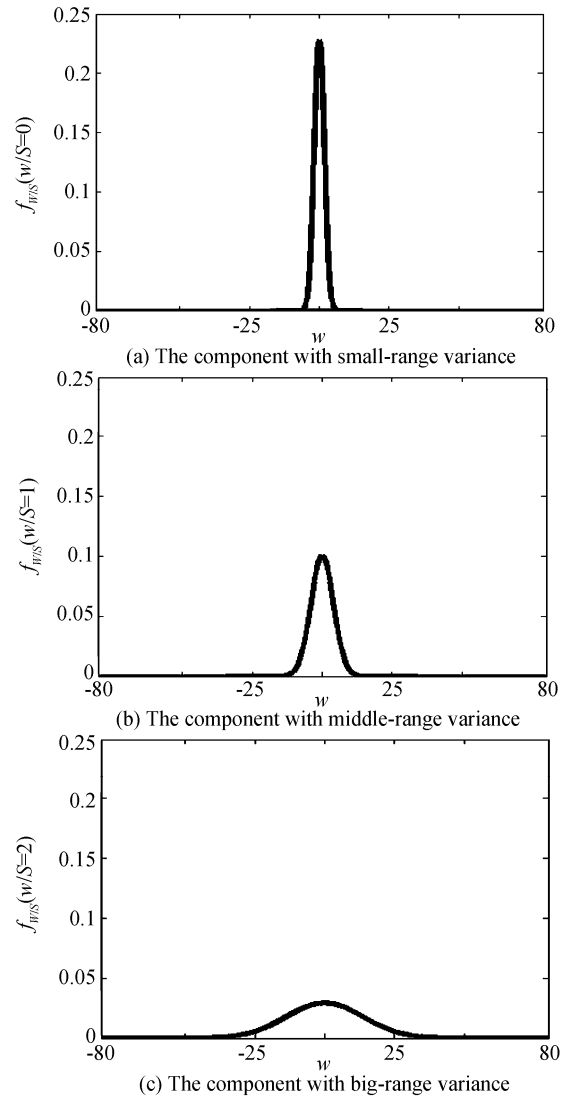 0.25
0.2
0.15
0.1
0.05
0
f_{W/S}(w/S=0)
-80 -25 25 80
w
(a) The component with small-range variance
0.25
0.2
0.15
0.1
0.05
0
f_{W/S}(w/S=1)
-80 -25 25 80
w
(b) The component with middle-range variance
0.25
0.2
0.15
0.1
0.05
0
f_{W/S}(w/S=2)
-80 -25 25 80
w
(c) The component with big-range variance